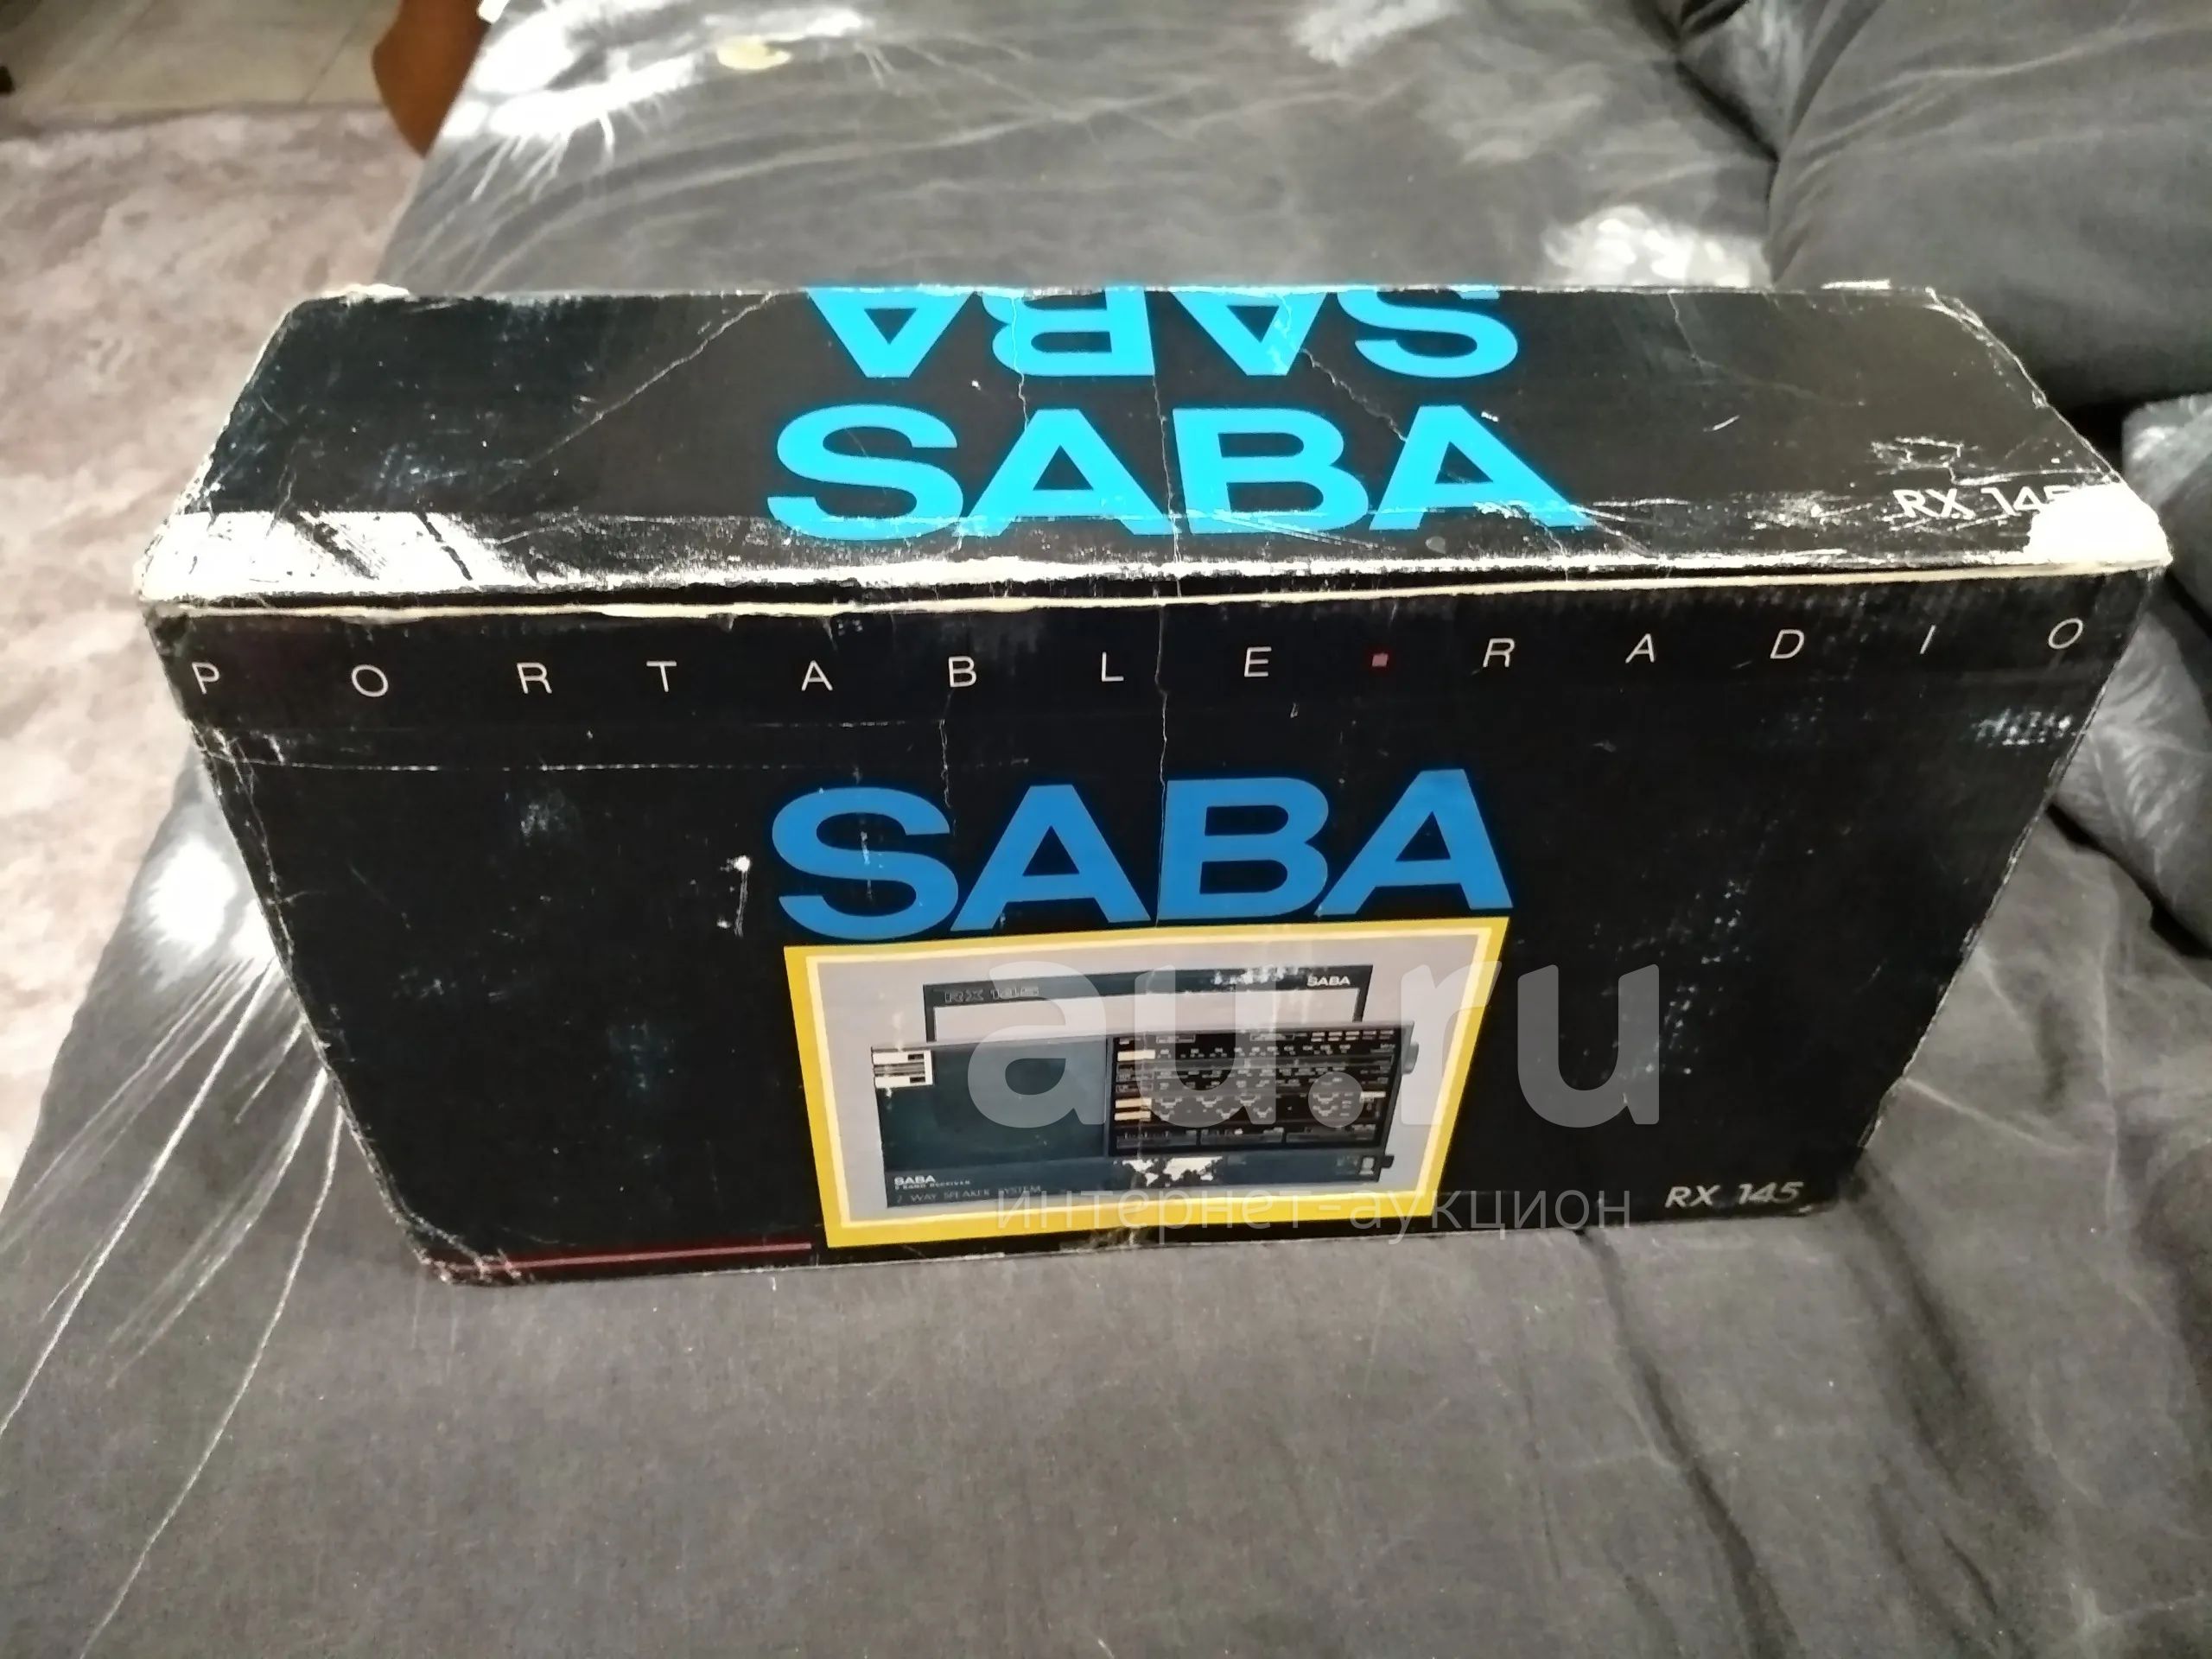 SABA
SABA
RX 145
PORTABLE RADIO
SABA
RX 145
SABA
au.ru
SABA
2 WAY SPEAKER SYSTEM
RX 145
интернет-аукцион